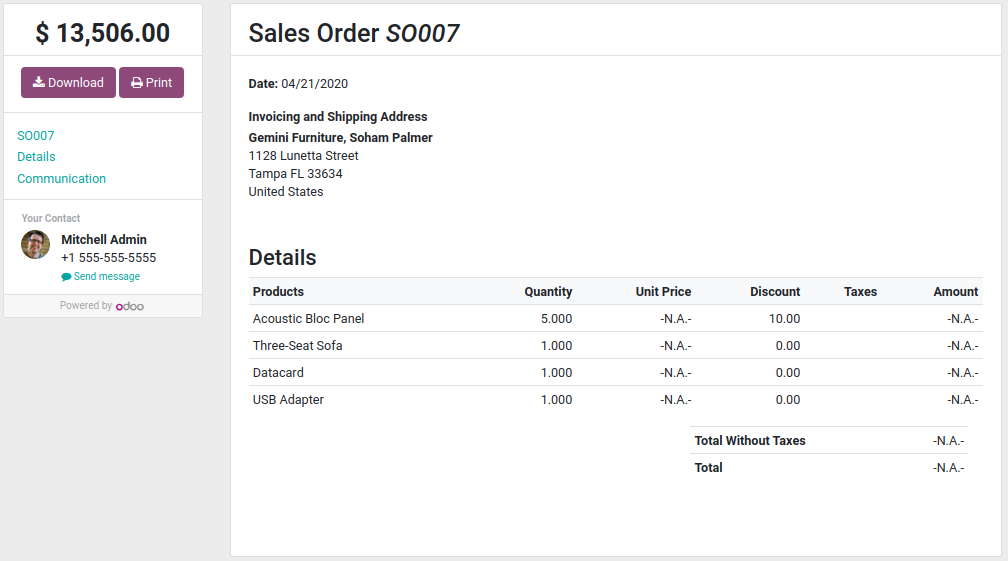 $ 13,506.00
Download Print
SO007
Details
Communication
Your Contact
Mitchell Admin
+1 555-555-5555
Send message
Powered by odoo
Sales Order SO007
Date: 04/21/2020
Invoicing and Shipping Address
Gemini Furniture, Soham Palmer
1128 Lunetta Street
Tampa FL 33634
United States
Details
Products Quantity Unit Price Discount Taxes Amount
Acoustic Bloc Panel 5.000 -N.A.- 10.00 -N.A.-
Three-Seat Sofa 1.000 -N.A.- 0.00 -N.A.-
Datacard 1.000 -N.A.- 0.00 -N.A.-
USB Adapter 1.000 -N.A.- 0.00 -N.A.-
Total Without Taxes -N.A.-
Total -N.A.-